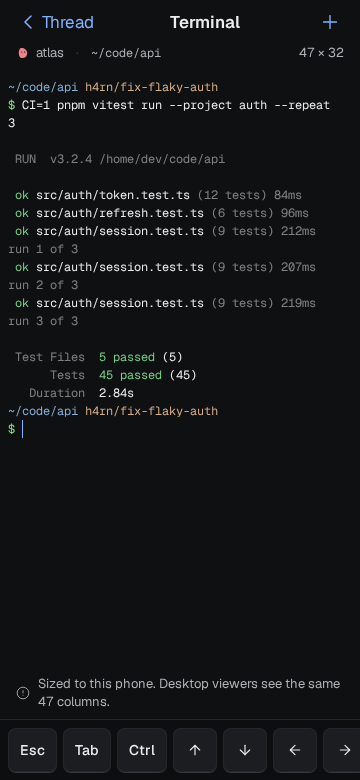 Thread
Terminal
atlas · ~/code/api
47 × 32
~/code/api h4rn/fix-flaky-auth
$ CI=1 pnpm vitest run --project auth --repeat
3
RUN v3.2.4 /home/dev/code/api
ok src/auth/token.test.ts (12 tests) 84ms
ok src/auth/refresh.test.ts (6 tests) 96ms
ok src/auth/session.test.ts (9 tests) 212ms
run 1 of 3
ok src/auth/session.test.ts (9 tests) 207ms
run 2 of 3
ok src/auth/session.test.ts (9 tests) 219ms
run 3 of 3
Test Files 5 passed (5)
Tests 45 passed (45)
Duration 2.84s
~/code/api h4rn/fix-flaky-auth
$
Sized to this phone. Desktop viewers see the same
47 columns.
Esc Tab Ctrl ↑ ↓ ← →